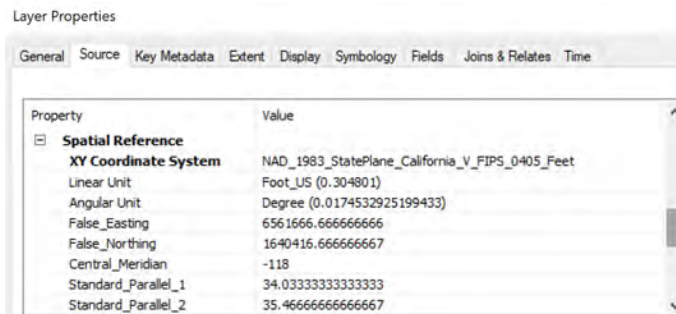 Layer Properties
General Source Key Metadata Extent Display Symbology Fields Joins & Relates Time
Property Value
Spatial Reference
XY Coordinate System NAD_1983_StatePlane_California_V_FIPS_0405_Feet
Linear Unit Foot_US (0.304801)
Angular Unit Degree (0.0174532925199433)
False_Easting 6561666.666666666
False_Northing 1640416.666666667
Central_Meridian -118
Standard_Parallel_1 34.03333333333333
Standard_Parallel_2 35.46666666666667